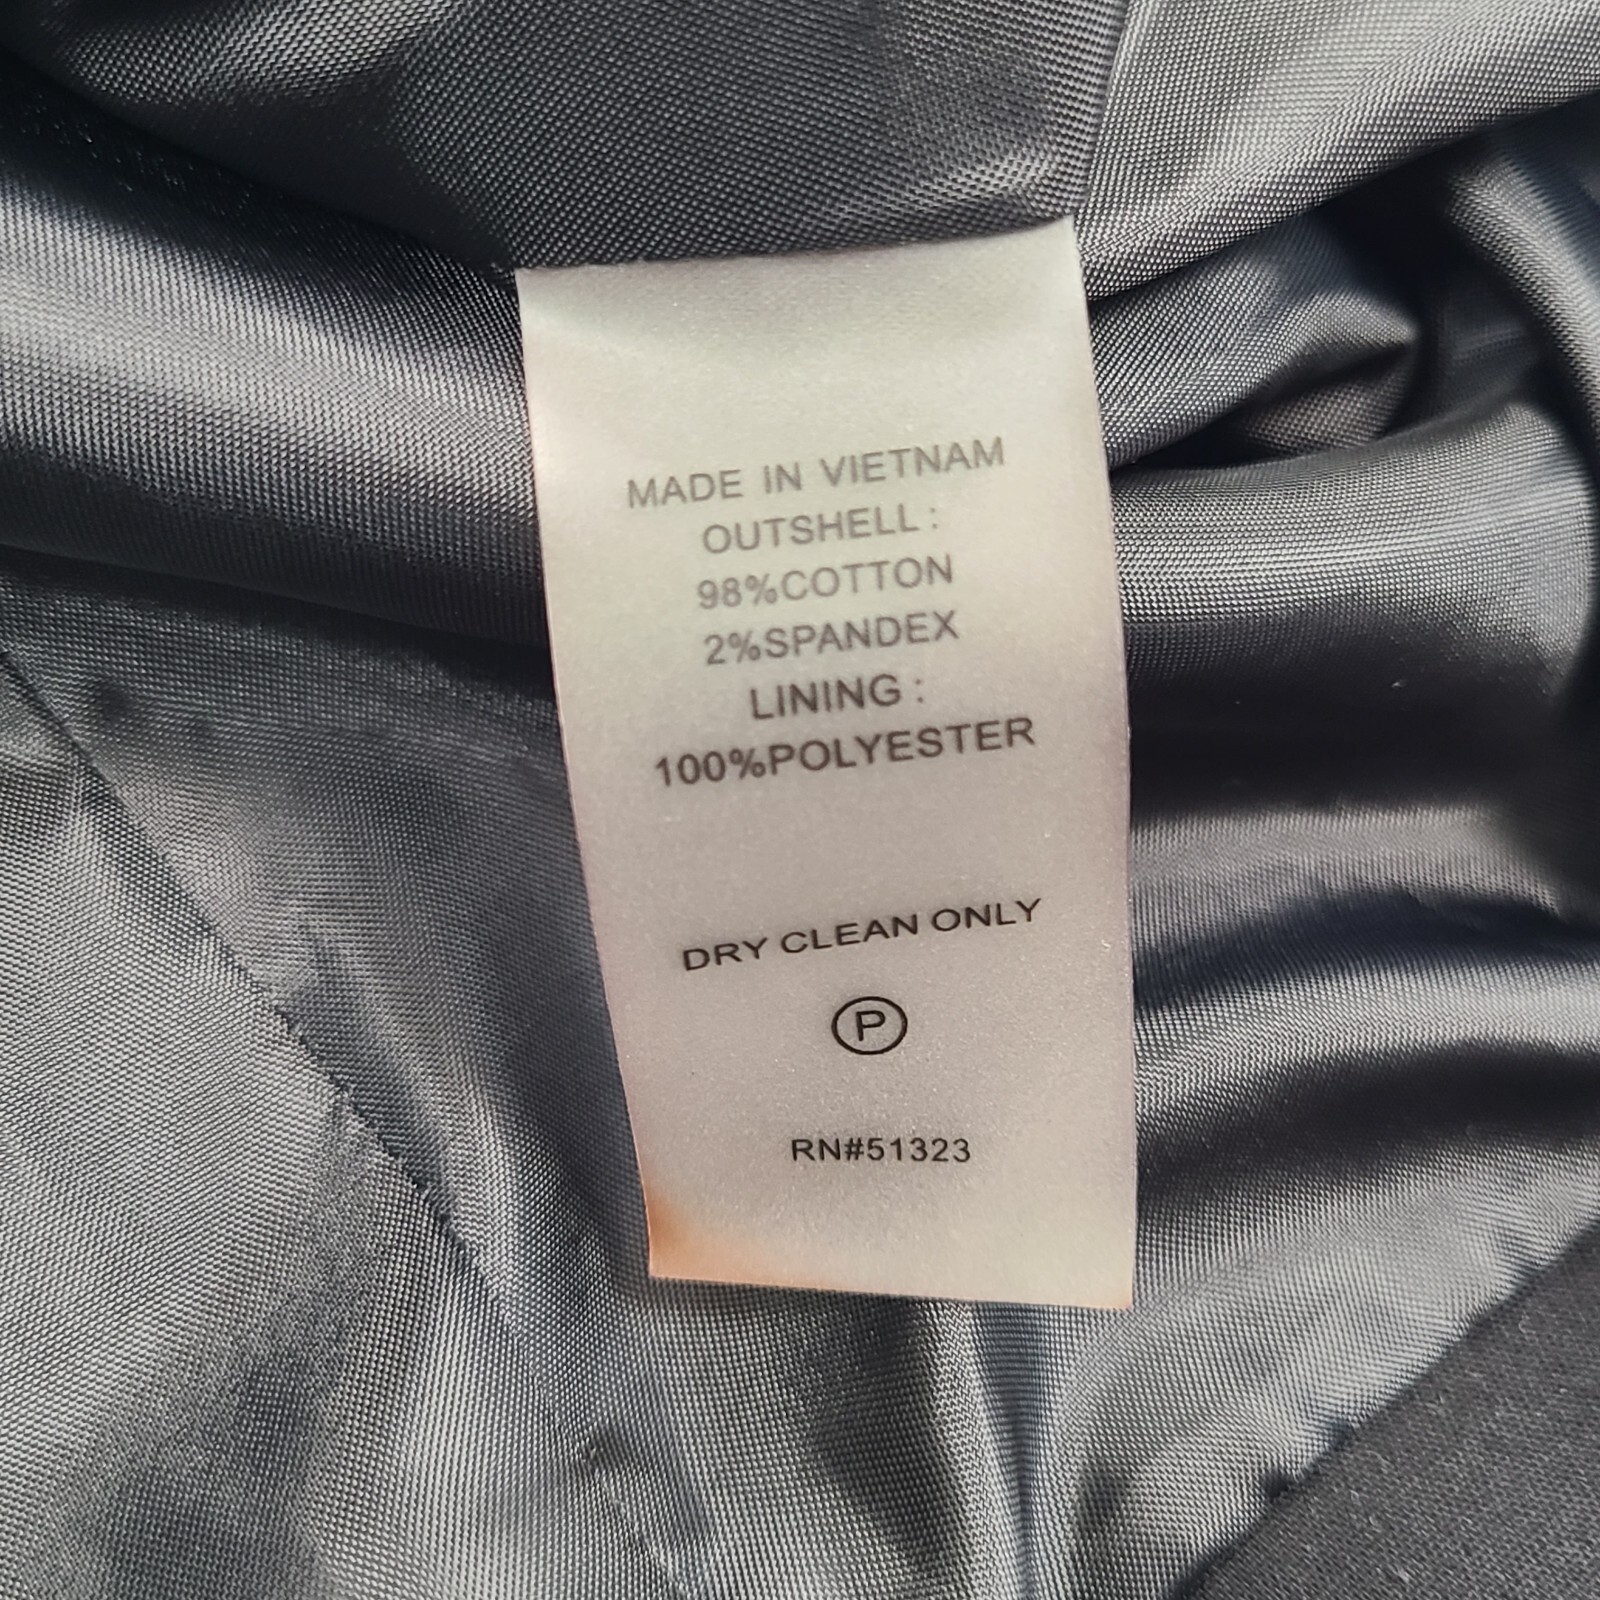 MADE IN VIETNAM
OUTSHELL :
98%COTTON
2%SPANDEX
LINING :
100%POLYESTER
DRY CLEAN ONLY
P
RN#51323